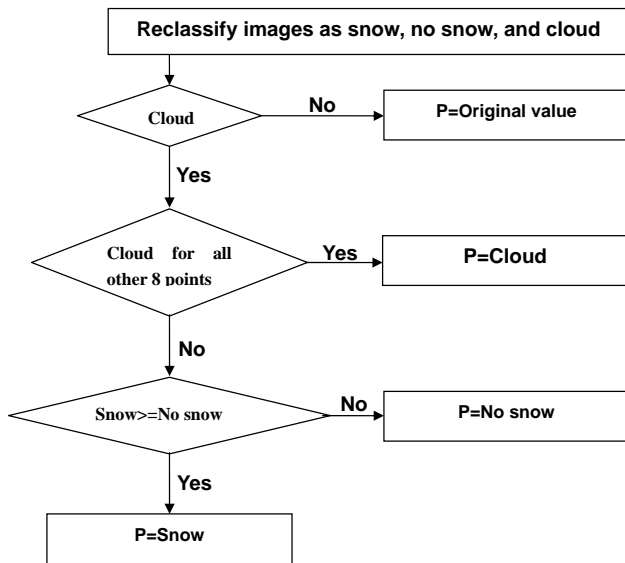 Reclassify images as snow, no snow, and cloud
Cloud
No
P=Original value
Yes
Cloud for all
other 8 points
Yes
P=Cloud
No
Snow>=No snow
No
P=No snow
Yes
P=Snow